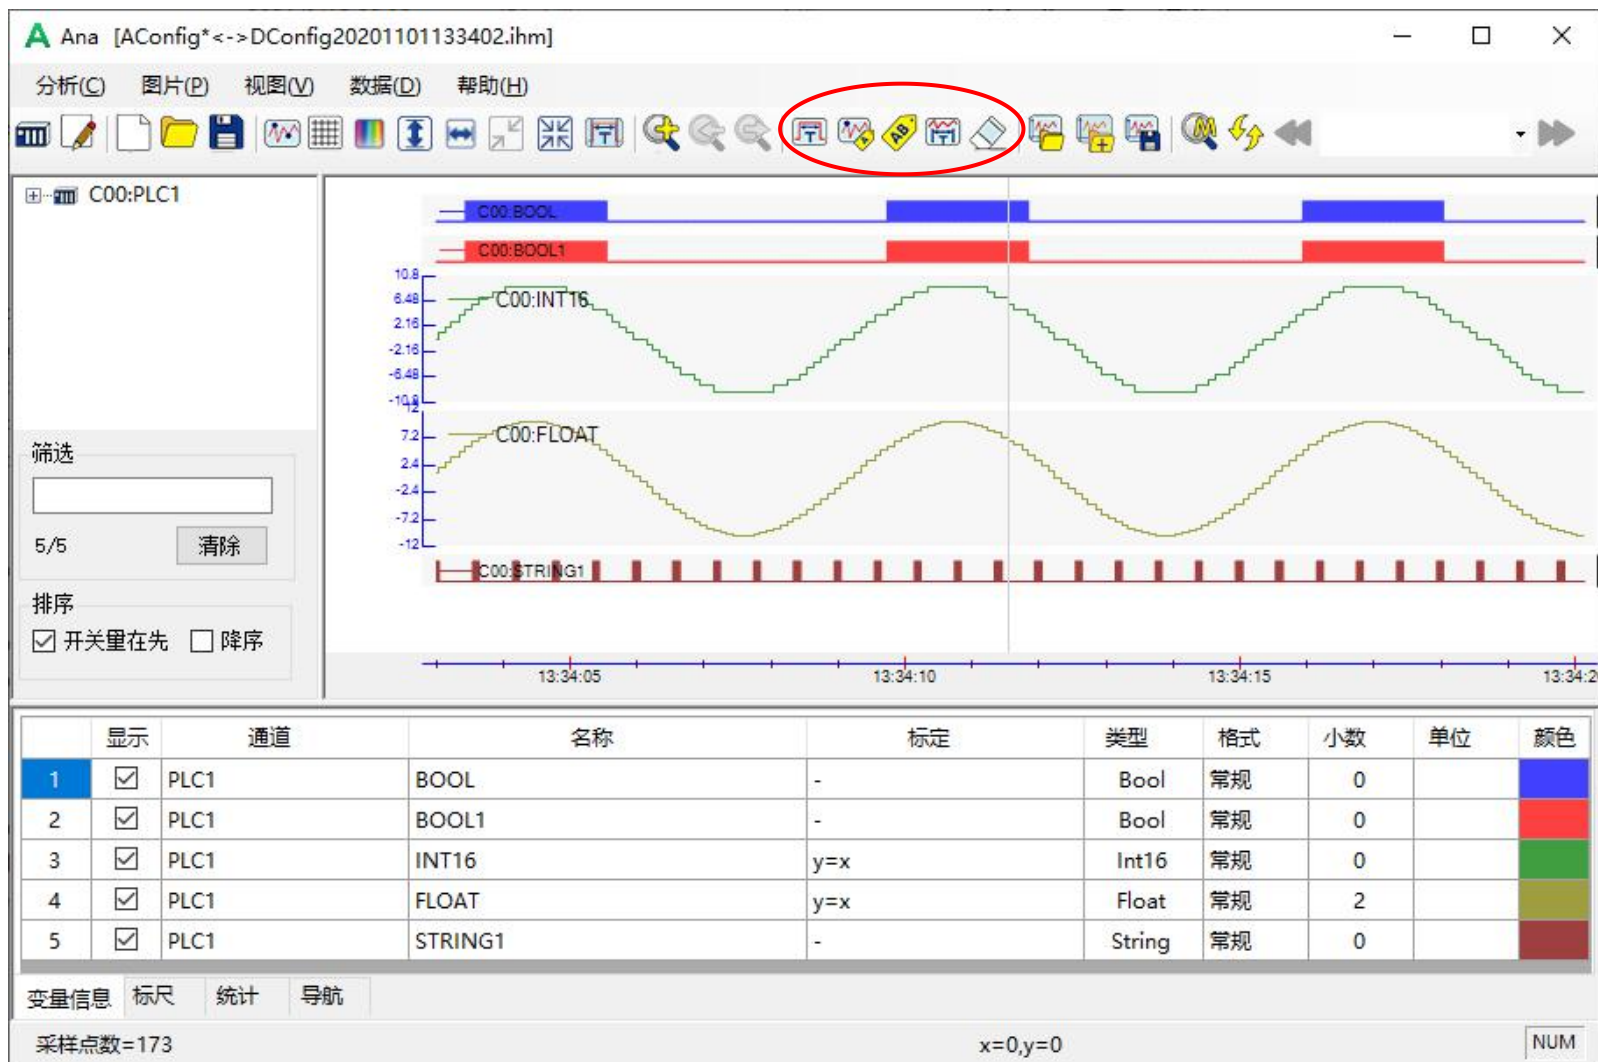 Ana [AConfig*<->DConfig20201101133402.ihm]
分析(C) 图片(P) 视图(V) 数据(D) 帮助(H)
C00:PLC1
筛选
5/5 清除
排序
开关量在先 降序
C00:BOOL
C00:BOOL1
10.8
6.48
2.16
-2.16
-6.48
-10.8
C00:INT16
12
7.2
2.4
-2.4
-7.2
-12
C00:FLOAT
C00:STRING1
13:34:05 13:34:10 13:34:15 13:34:2
显示 通道 名称 标定 类型 格式 小数 单位 颜色
1 PLC1 BOOL - Bool 常规 0
2 PLC1 BOOL1 - Bool 常规 0
3 PLC1 INT16 y=x Int16 常规 0
4 PLC1 FLOAT y=x Float 常规 2
5 PLC1 STRING1 - String 常规 0
变量信息 标尺 统计 导航
采样点数=173 x=0,y=0 NUM